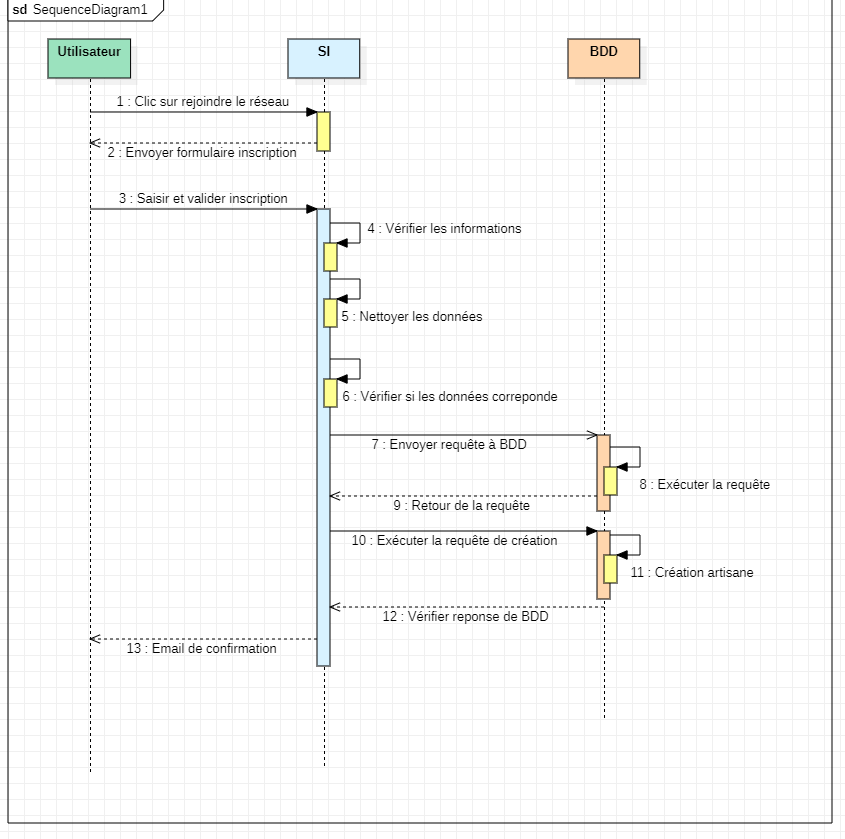 sd SequenceDiagram1
Utilisateur
SI
BDD
1 : Clic sur rejoindre le réseau
2 : Envoyer formulaire inscription
3 : Saisir et valider inscription
4 : Vérifier les informations
5 : Nettoyer les données
6 : Vérifier si les données correponde
7 : Envoyer requête à BDD
8 : Exécuter la requête
9 : Retour de la requête
10 : Exécuter la requête de création
11 : Création artisane
12 : Vérifier reponse de BDD
13 : Email de confirmation